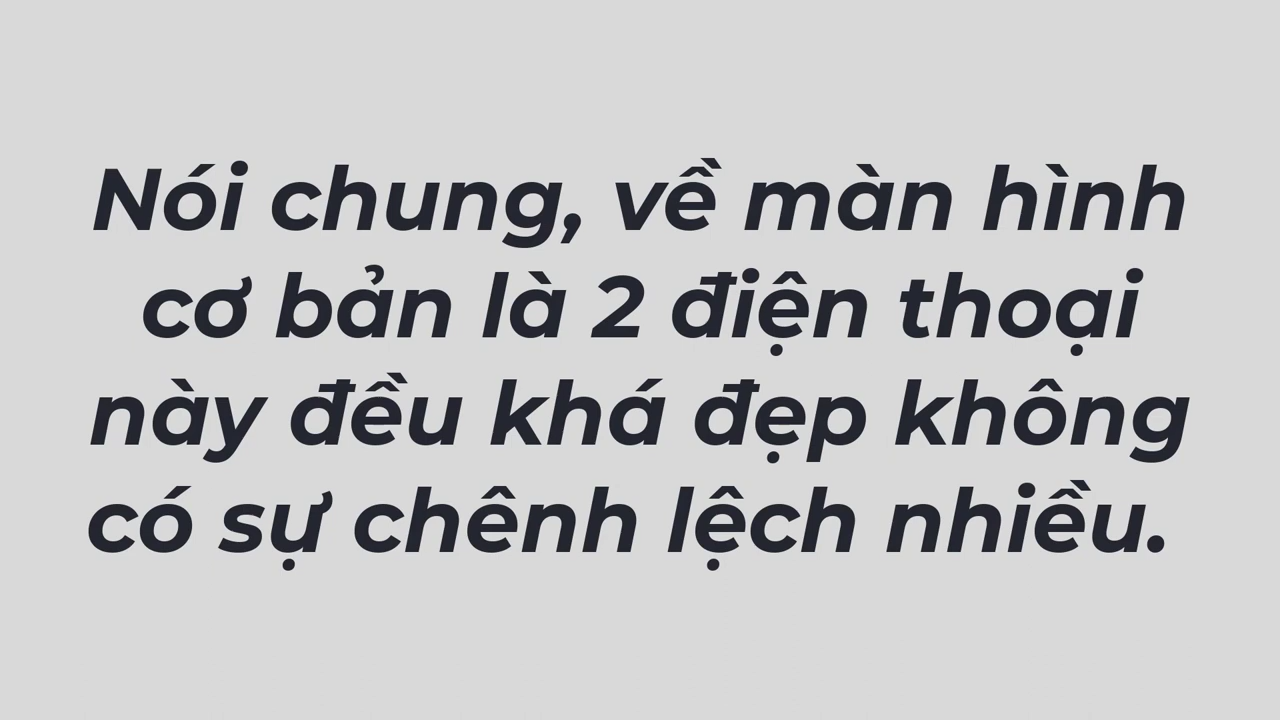 Nói chung, về màn hình
cơ bản là 2 điện thoại
này đều khá đẹp không
có sự chênh lệch nhiều.